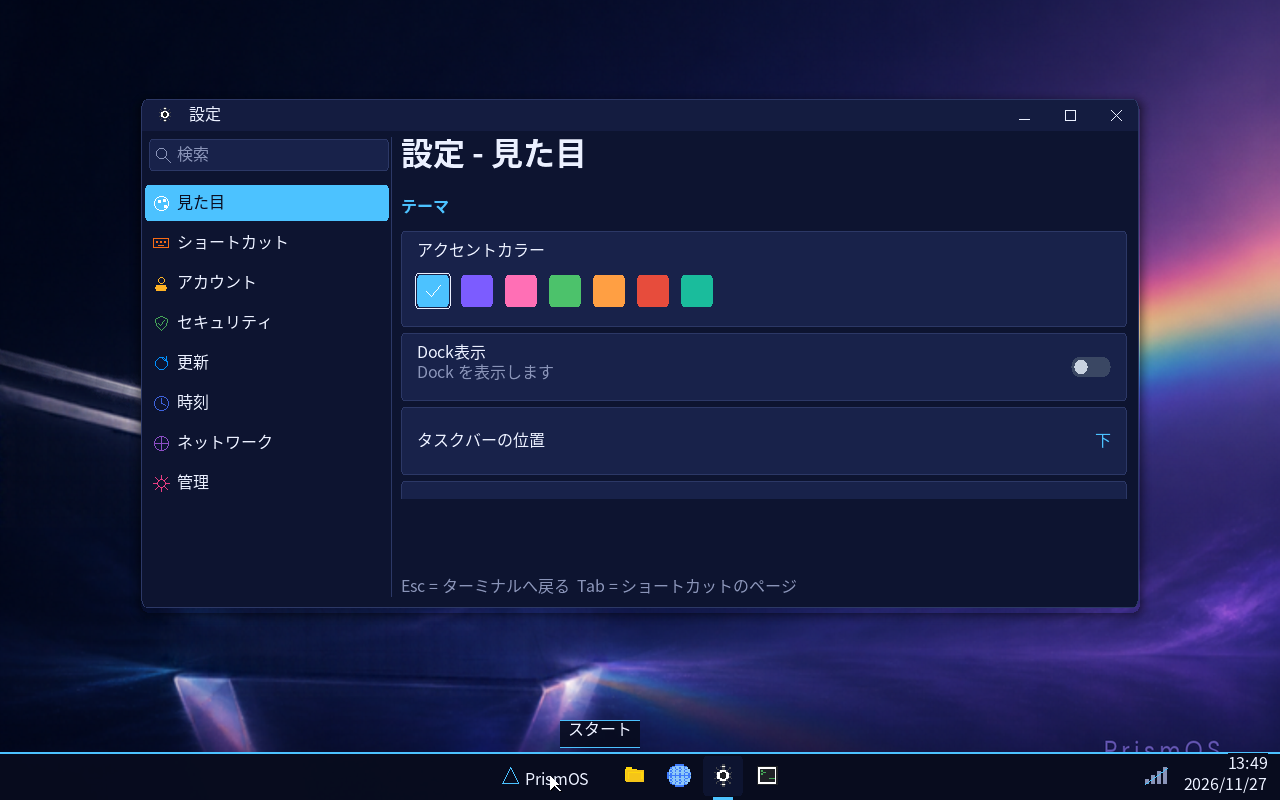 設定
検索
見た目
ショートカット
アカウント
セキュリティ
更新
時刻
ネットワーク
管理
設定 - 見た目
テーマ
アクセントカラー
Dock表示
Dock を表示します
タスクバーの位置
下
Esc = ターミナルへ戻る  Tab = ショートカットのページ
スタート
PrismOS
PrismOS
13:49
2026/11/27